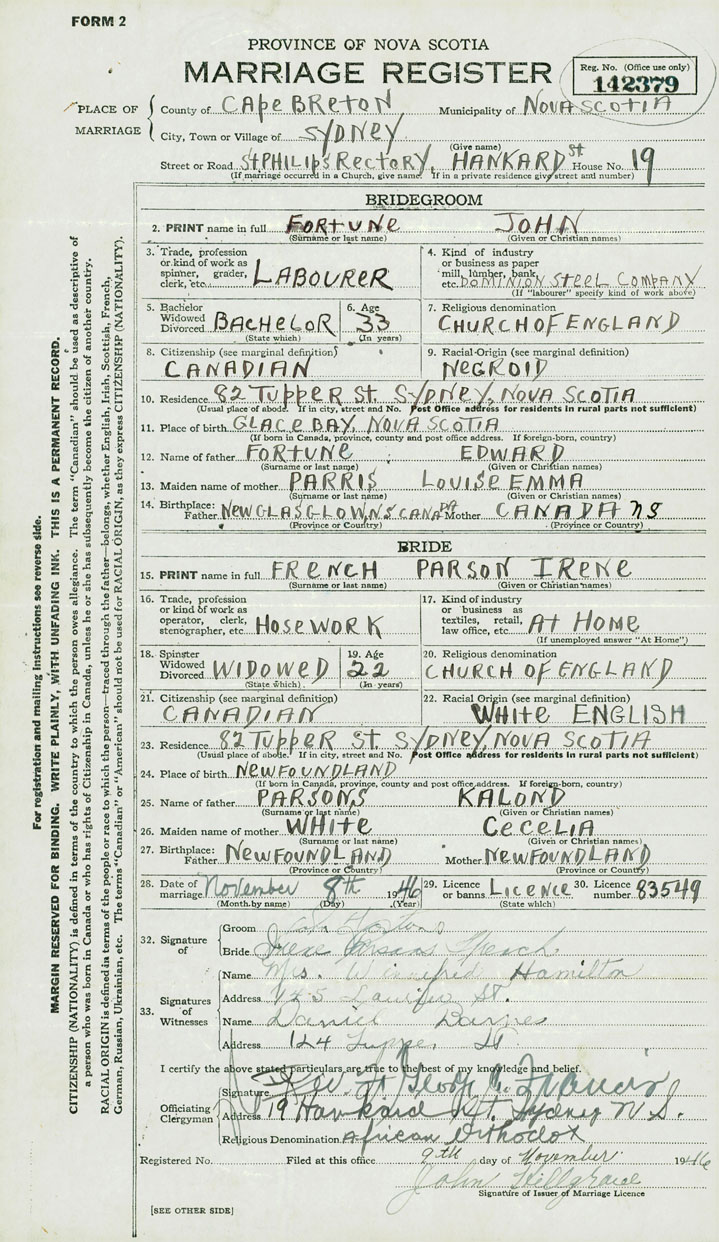 FORM 2
PROVINCE OF NOVA SCOTIA
MARRIAGE REGISTER
Reg. No. (Office use only)
142379
PLACE OF MARRIAGE
County of CAPE BRETON Municipality of NOVA SCOTIA
City, Town or Village of SYDNEY
(Give name)
Street or Road St PHILIPS RECTORY, HANKARD St House No. 19
(If marriage occurred in a Church, give name. If in a private residence give street and number)
BRIDEGROOM
2. PRINT name in full FORTUNE JOHN
(Surname or last name) (Given or Christian names)
3. Trade, profession or kind of work as spinner, grader, clerk, etc. LABOURER
4. Kind of industry or business as paper mill, lumber, bank, etc. DOMINION STEEL COMPANY
(If "labourer" specify kind of work above)
5. Bachelor Widowed Divorced BACHELOR (State which)
6. Age 33 (In years)
7. Religious denomination CHURCH OF ENGLAND
8. Citizenship (see marginal definition) CANADIAN
9. Racial Origin (see marginal definition) NEGROID
10. Residence 82 TUPPER ST. SYDNEY, NOVA SCOTIA
(Usual place of abode. If in city, street and No. Post Office address for residents in rural parts not sufficient)
11. Place of birth GLACE BAY, NOVA SCOTIA
(If born in Canada, province, county and post office address. If foreign-born, country)
12. Name of father FORTUNE EDWARD
(Surname or last name) (Given or Christian names)
13. Maiden name of mother PARRIS LOUISE EMMA
(Surname or last name) (Given or Christian names)
14. Birthplace: Father NEW GLASGLOW, NS CANADA Mother CANADA NS
(Province or Country) (Province or Country)
BRIDE
15. PRINT name in full FRENCH PARSON IRENE
(Surname or last name) (Given or Christian names)
16. Trade, profession or kind of work as operator, clerk, stenographer, etc. HOSEWORK
17. Kind of industry or business as textiles, retail, law office, etc. AT HOME
(If unemployed answer "At Home")
18. Spinster Widowed Divorced WIDOWED (State which)
19. Age 22 (In years)
20. Religious denomination CHURCH OF ENGLAND
21. Citizenship (see marginal definition) CANADIAN
22. Racial Origin (see marginal definition) WHITE ENGLISH
23. Residence 82 TUPPER ST. SYDNEY, NOVA SCOTIA
(Usual place of abode. If in city, street and No. Post Office address for residents in rural parts not sufficient)
24. Place of birth NEWFOUNDLAND
(If born in Canada, province, county and post office address. If foreign-born, country)
25. Name of father PARSONS KALOND
(Surname or last name) (Given or Christian names)
26. Maiden name of mother WHITE CECELIA
(Surname or last name) (Given or Christian names)
27. Birthplace: Father NEWFOUNDLAND Mother NEWFOUNDLAND
(Province or Country) (Province or Country)
28. Date of marriage November 8th 1946
(Month by name) (Day) (Year)
29. Licence or banns LICENCE (State which)
30. Licence number 83549
32. Signature of
Groom
Bride Irene
33. Signatures of Witnesses
Name Mrs. Winnifred Hamilton
Address 125 St.
Name Daniel Barnes
Address 124 St
I certify the above stated particulars are true to the best of my knowledge and belief.
Officiating Clergyman
Signature Rev. Francis
Address 19 Hankard St. Sydney N.S.
Religious Denomination African Orthodox
Registered No. Filed at this office 9th day of November 1946
John
Signature of Issuer of Marriage Licence
[SEE OTHER SIDE]
For registration and mailing instructions see reverse side.
MARGIN RESERVED FOR BINDING. WRITE PLAINLY, WITH UNFADING INK. THIS IS A PERMANENT RECORD.
CITIZENSHIP (NATIONALITY) is defined in terms of the country to which the person owes allegiance. The term "Canadian" should be used as descriptive of
a person who was born in Canada or who has rights of Citizenship in Canada, unless he or she has subsequently become the citizen of another country.
RACIAL ORIGIN is defined in terms of the people or race to which the person—traced through the father—belongs, whether English, Irish, Scottish, French,
German, Russian, Ukrainian, etc. The terms "Canadian" or "American" should not be used for RACIAL ORIGIN, as they express CITIZENSHIP (NATIONALITY).